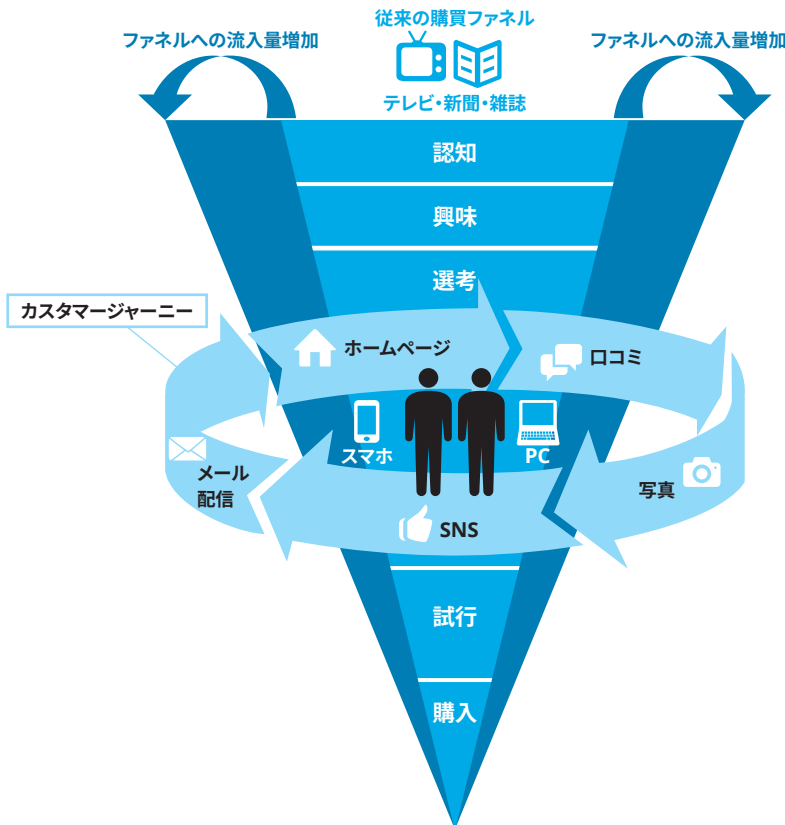 従来の購買ファネル
ファネルへの流入量増加
ファネルへの流入量増加
テレビ・新聞・雑誌
認知
興味
選考
カスタマージャーニー
ホームページ
口コミ
スマホ
PC
メール
配信
写真
SNS
試行
購入